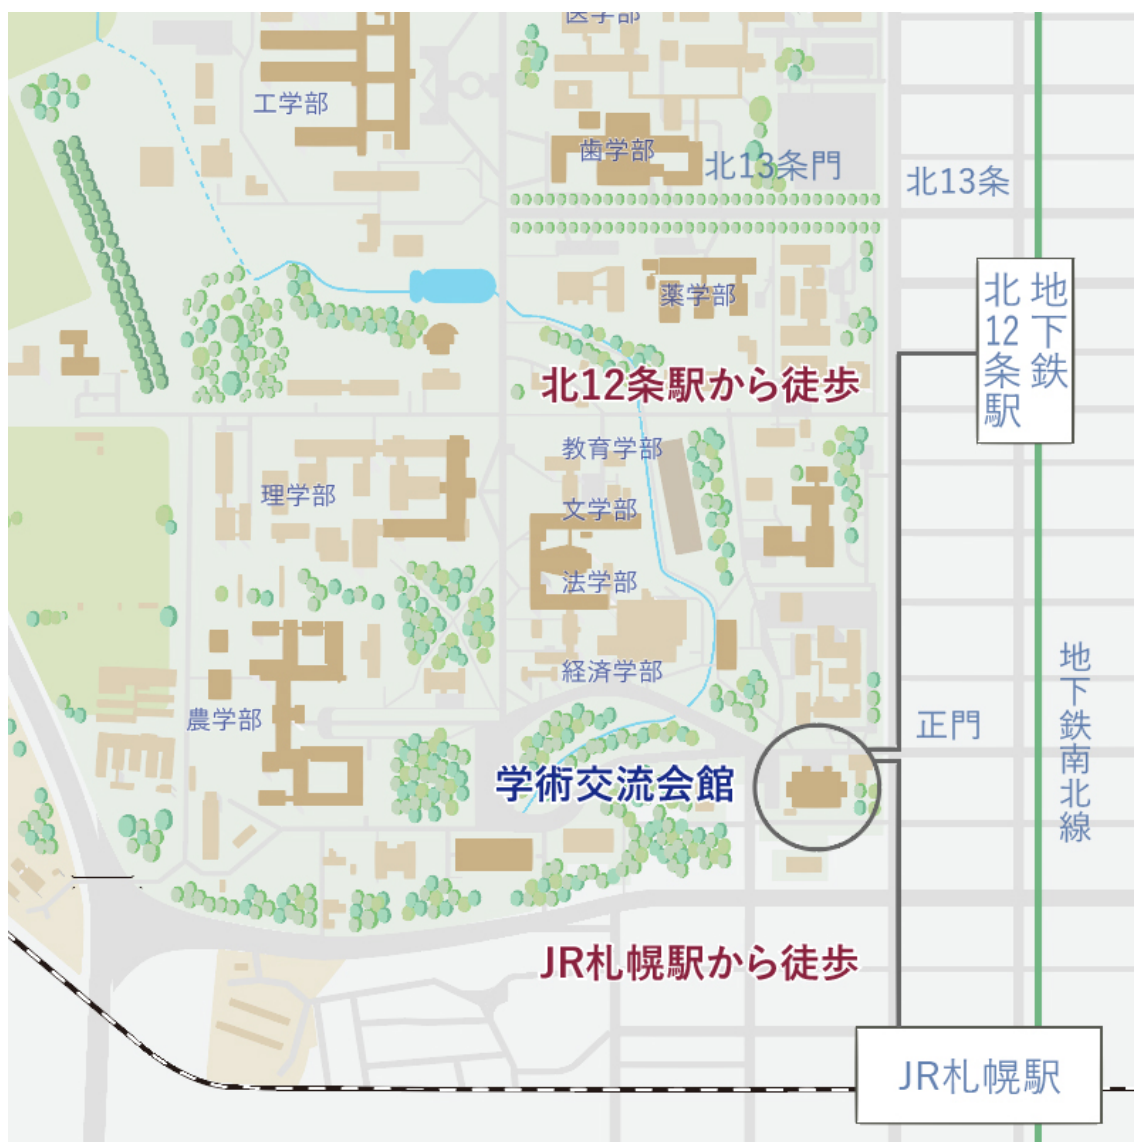 医学部
工学部
歯学部
北13条門
北13条
薬学部
地下鉄
北12条駅
北12条駅から徒歩
教育学部
理学部
文学部
法学部
経済学部
農学部
正門
地下鉄南北線
学術交流会館
JR札幌駅から徒歩
JR札幌駅